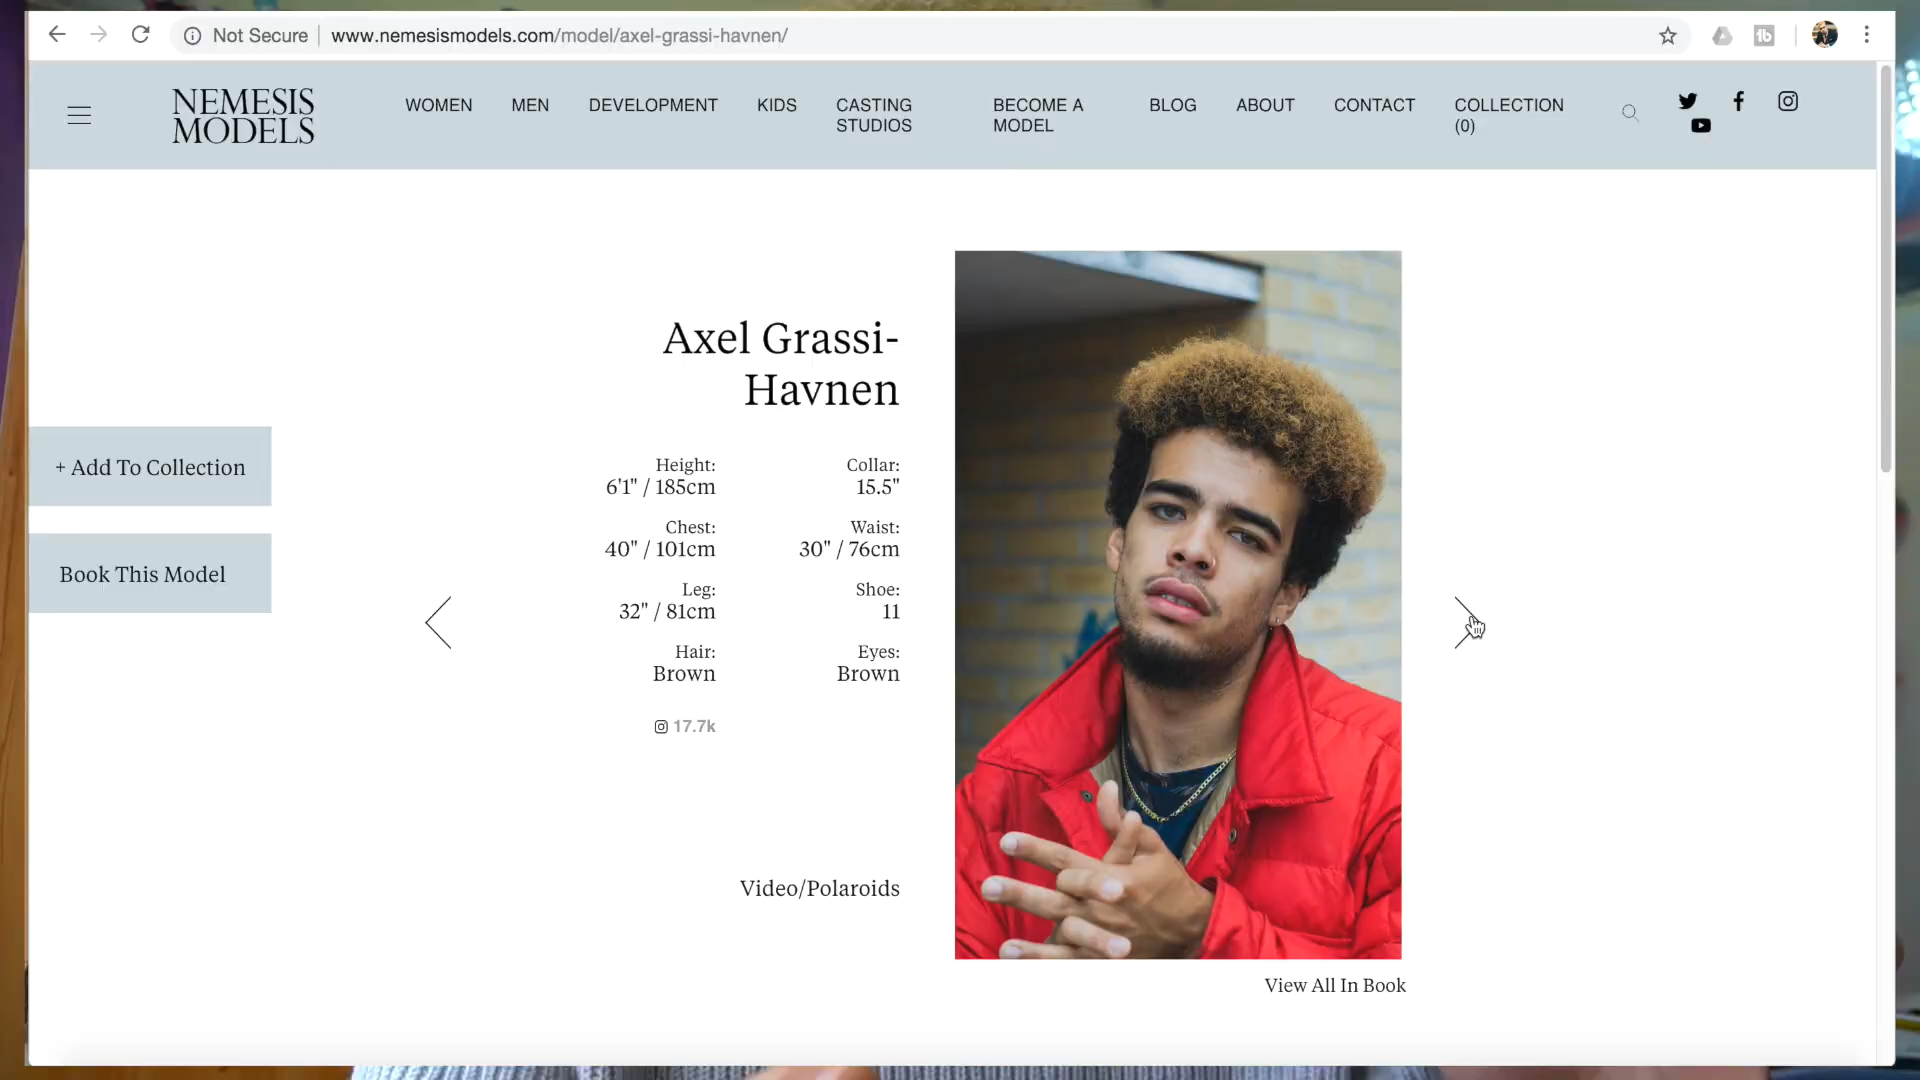 Not Secure
www.nemesismodels.com/model/axel-grassi-havnen/
NEMESIS
MODELS
WOMEN
MEN
DEVELOPMENT
KIDS
CASTING
STUDIOS
BECOME A
MODEL
BLOG
ABOUT
CONTACT
COLLECTION
(0)
+ Add To Collection
Book This Model
Axel Grassi-
Havnen
Height:
6'1" / 185cm
Collar:
15.5"
Chest:
40" / 101cm
Waist:
30" / 76cm
Leg:
32" / 81cm
Shoe:
11
Hair:
Brown
Eyes:
Brown
17.7k
Video/Polaroids
View All In Book